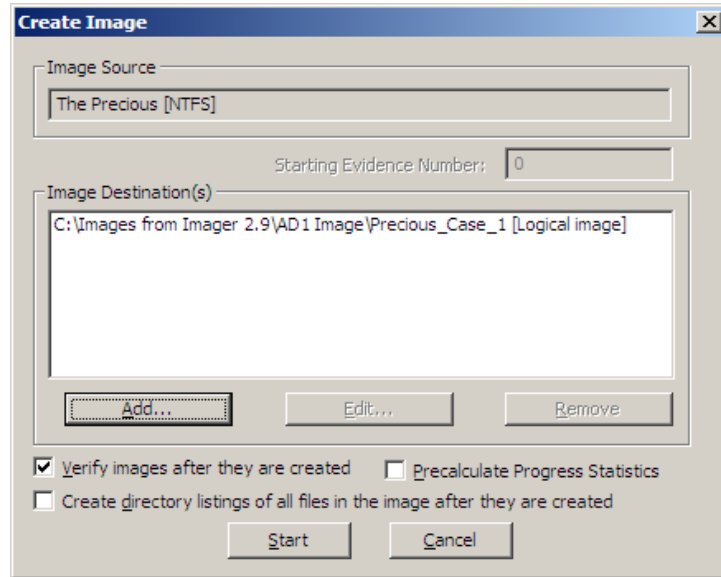 Create Image
Image Source
The Precious [NTFS]
Starting Evidence Number: 0
Image Destination(s)
C:\Images from Imager 2.9\AD1 Image\Precious_Case_1 [Logical image]
Add... Edit... Remove
Verify images after they are created Precalculate Progress Statistics
Create directory listings of all files in the image after they are created
Start Cancel